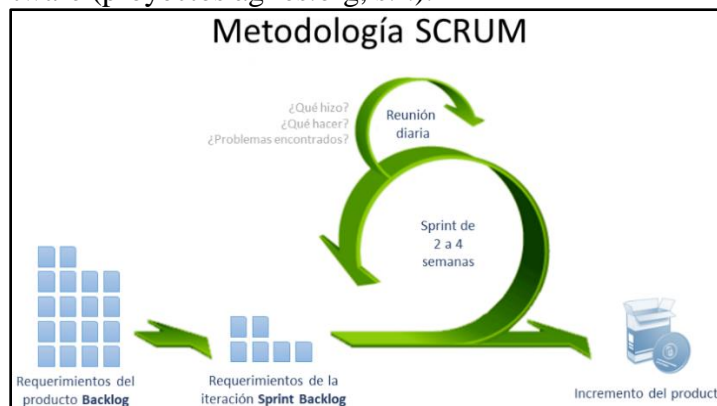 Metodología SCRUM
¿Qué hizo?
¿Qué hacer?
¿Problemas encontrados?
Reunión
diaria
Sprint de
2 a 4
semanas
Requerimientos del
producto Backlog
Requerimientos de la
iteración Sprint Backlog
Incremento del product